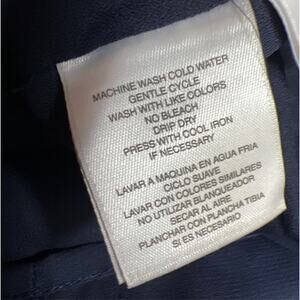 MACHINE WASH COLD WATER
GENTLE CYCLE
WASH WITH LIKE COLORS
NO BLEACH
DRIP DRY
PRESS WITH COOL IRON
IF NECESSARY
LAVAR A MAQUINA EN AGUA FRIA
CICLO SUAVE
LAVAR CON COLORES SIMILARES
NO UTILIZAR BLANQUEADOR
SECAR AL AIRE
PLANCHAR CON PLANCHA TIBIA
SI ES NECESARIO